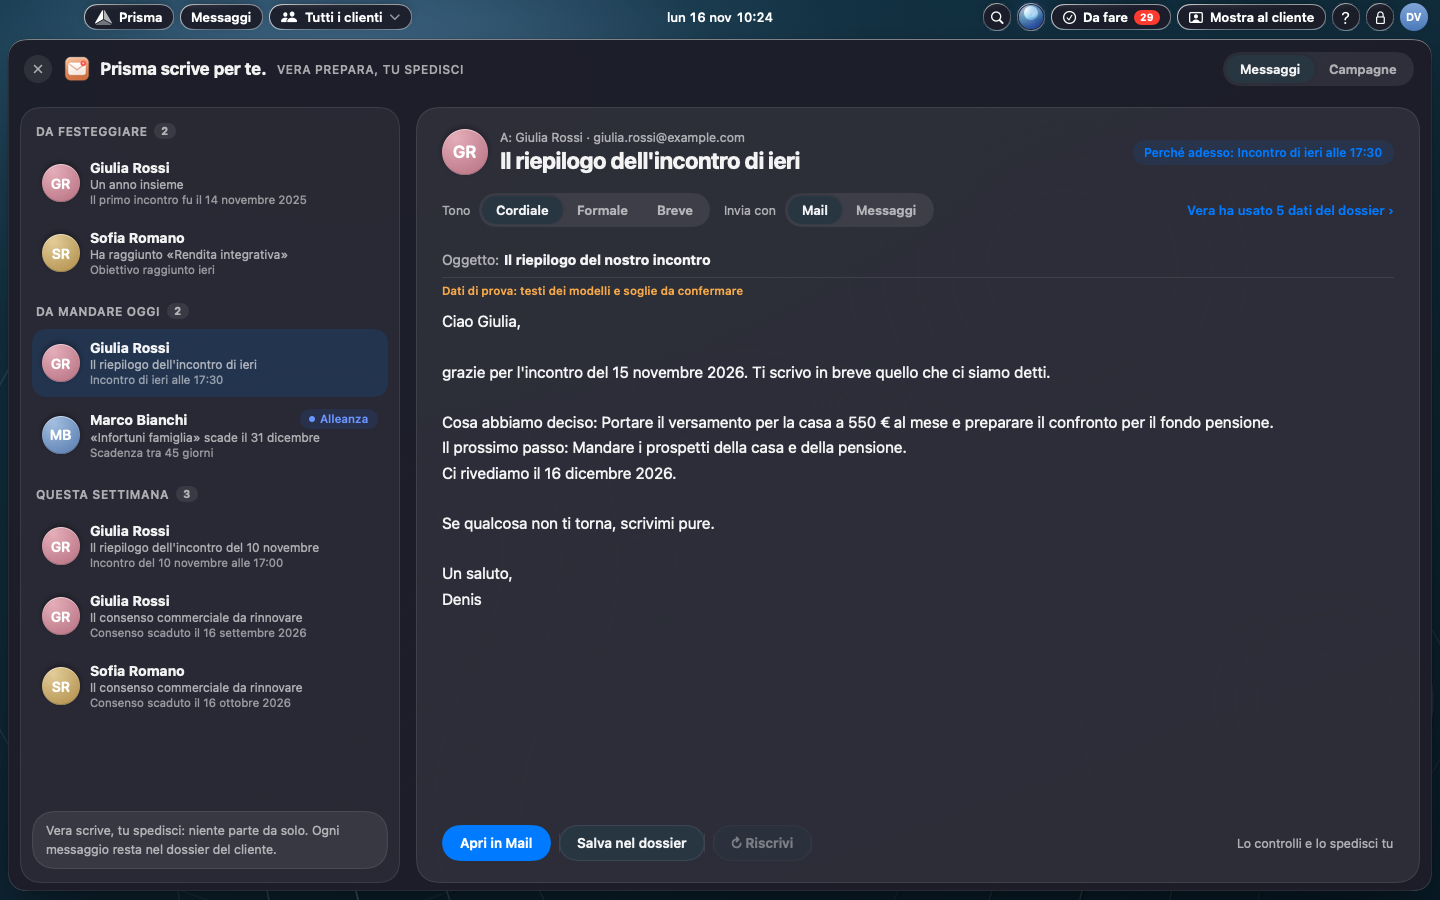 Prisma
Messaggi
Tutti i clienti
lun 16 nov 10:24
Da fare 29
Mostra al cliente
?
DV
Prisma scrive per te. VERA PREPARA, TU SPEDISCI
Messaggi
Campagne
DA FESTEGGIARE 2
GR
Giulia Rossi
Un anno insieme
Il primo incontro fu il 14 novembre 2025
SR
Sofia Romano
Ha raggiunto «Rendita integrativa»
Obiettivo raggiunto ieri
DA MANDARE OGGI 2
GR
Giulia Rossi
Il riepilogo dell'incontro di ieri
Incontro di ieri alle 17:30
MB
Marco Bianchi
Alleanza
«Infortuni famiglia» scade il 31 dicembre
Scadenza tra 45 giorni
QUESTA SETTIMANA 3
GR
Giulia Rossi
Il riepilogo dell'incontro del 10 novembre
Incontro del 10 novembre alle 17:00
GR
Giulia Rossi
Il consenso commerciale da rinnovare
Consenso scaduto il 16 settembre 2026
SR
Sofia Romano
Il consenso commerciale da rinnovare
Consenso scaduto il 16 ottobre 2026
Vera scrive, tu spedisci: niente parte da solo. Ogni
messaggio resta nel dossier del cliente.
GR
A: Giulia Rossi · giulia.rossi@example.com
Il riepilogo dell'incontro di ieri
Perché adesso: Incontro di ieri alle 17:30
Tono Cordiale Formale Breve Invia con Mail Messaggi
Vera ha usato 5 dati del dossier ›
Oggetto: Il riepilogo del nostro incontro
Dati di prova: testi dei modelli e soglie da confermare
Ciao Giulia,
grazie per l'incontro del 15 novembre 2026. Ti scrivo in breve quello che ci siamo detti.
Cosa abbiamo deciso: Portare il versamento per la casa a 550 € al mese e preparare il confronto per il fondo pensione.
Il prossimo passo: Mandare i prospetti della casa e della pensione.
Ci rivediamo il 16 dicembre 2026.
Se qualcosa non ti torna, scrivimi pure.
Un saluto,
Denis
Apri in Mail
Salva nel dossier
Riscrivi
Lo controlli e lo spedisci tu